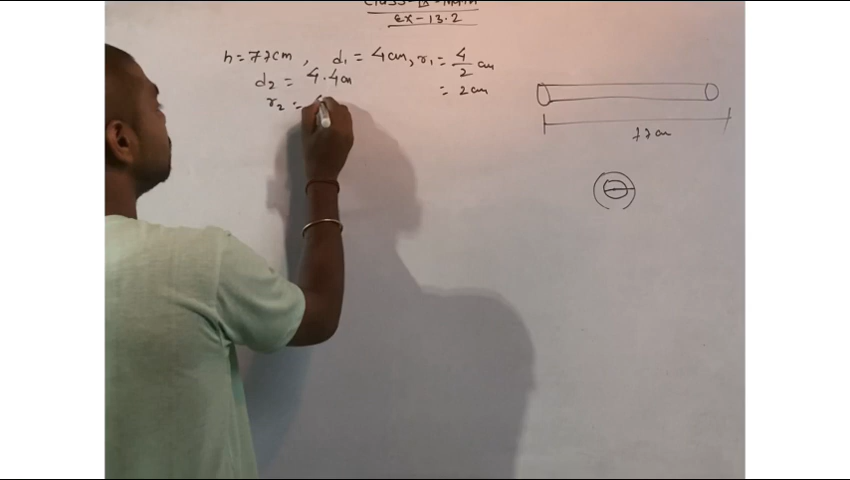 Ex-13.2
h = 77cm, d₁ = 4cm, r₁ = 4/2 cm
d₂ = 4.4cm
= 2cm
r₂ =
77cm